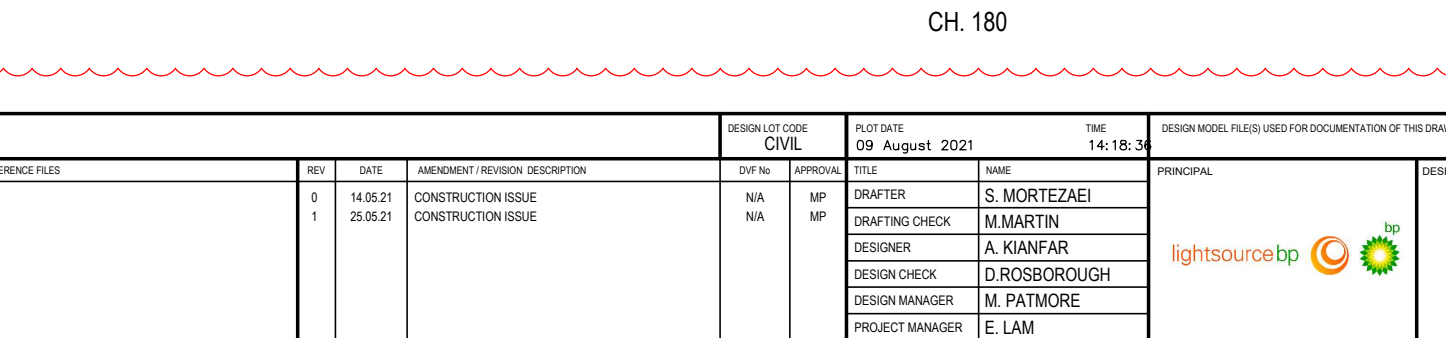 CH. 180
DESIGN LOT CODE PLOT DATE TIME DESIGN MODEL FILE(S) USED FOR DOCUMENTATION OF THIS
CIVIL 09 August 2021 14:18:36
FILES REV DATE AMENDMENT / REVISION DESCRIPTION DVF No APPROVAL TITLE NAME PRINCIPAL
0 14.05.21 CONSTRUCTION ISSUE N/A MP DRAFTER S. MORTEZAEI
1 25.05.21 CONSTRUCTION ISSUE N/A MP DRAFTING CHECK M.MARTIN
bp
DESIGNER A. KIANFAR
lightsource bp
DESIGN CHECK D.ROSBOROUGH
DESIGN MANAGER M. PATMORE
PROJECT MANAGER E. LAM